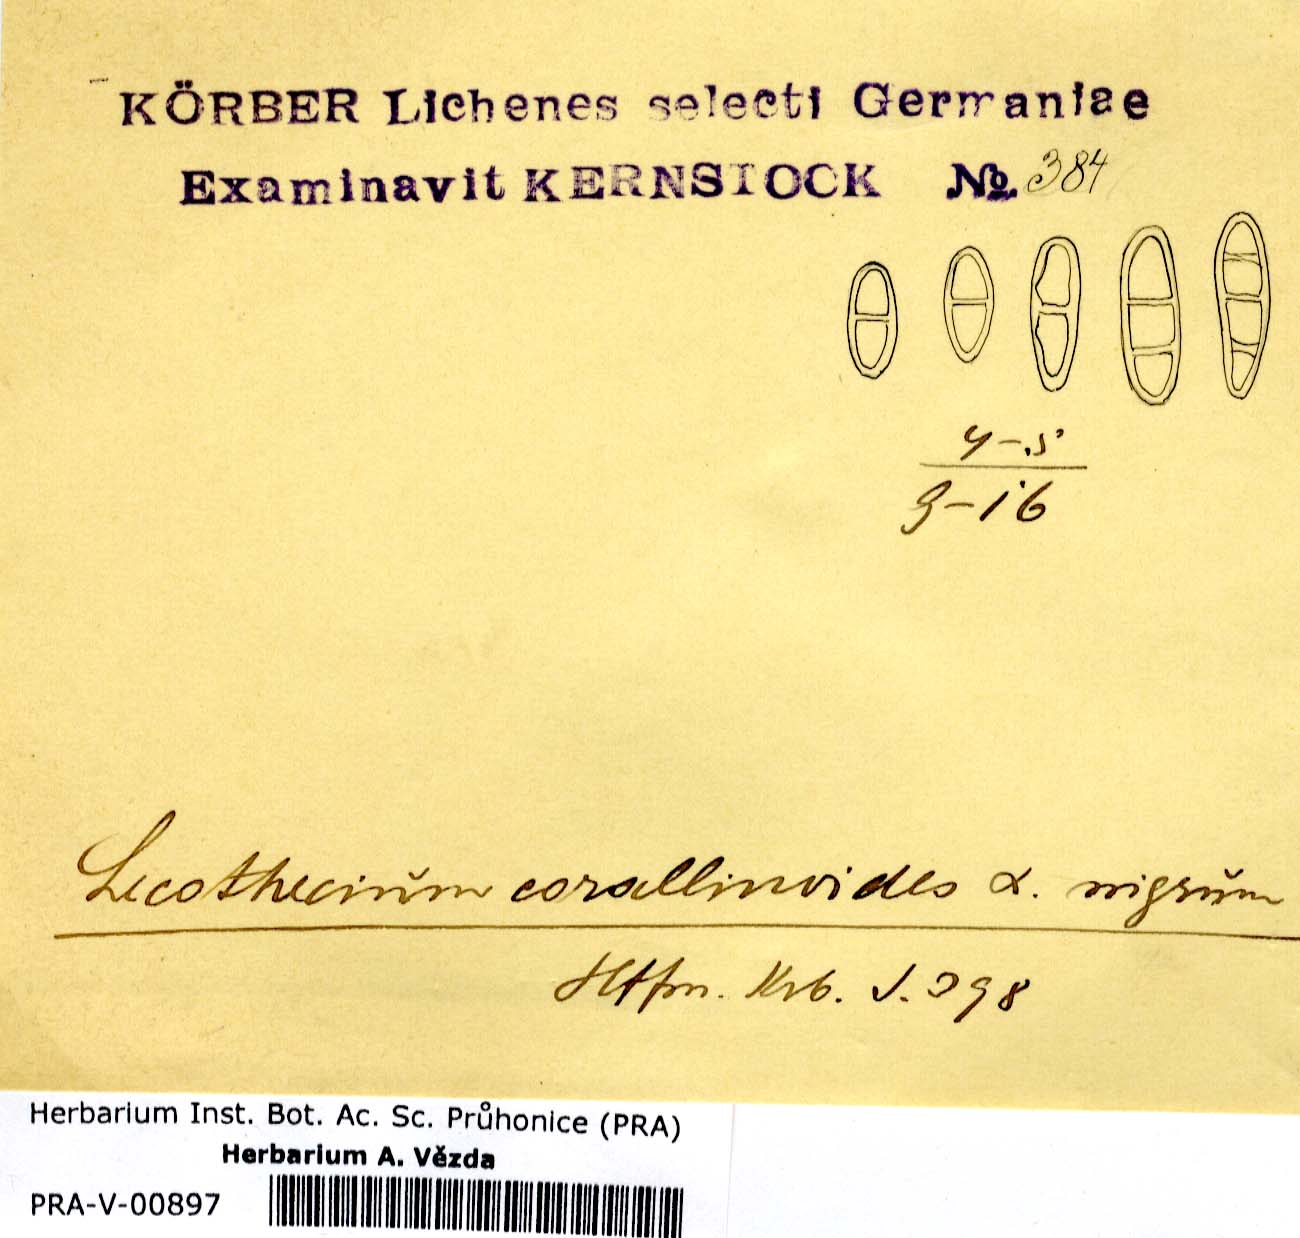 KÖRBER Lichenes selecti Germaniae
Examinavit KERNSTOCK No. 384
4-5
9-16
Lecothecium corallinoides α. nigrum
Hffm. Krb. S. 398
Herbarium Inst. Bot. Ac. Sc. Průhonice (PRA)
Herbarium A. Vězda
PRA-V-00897